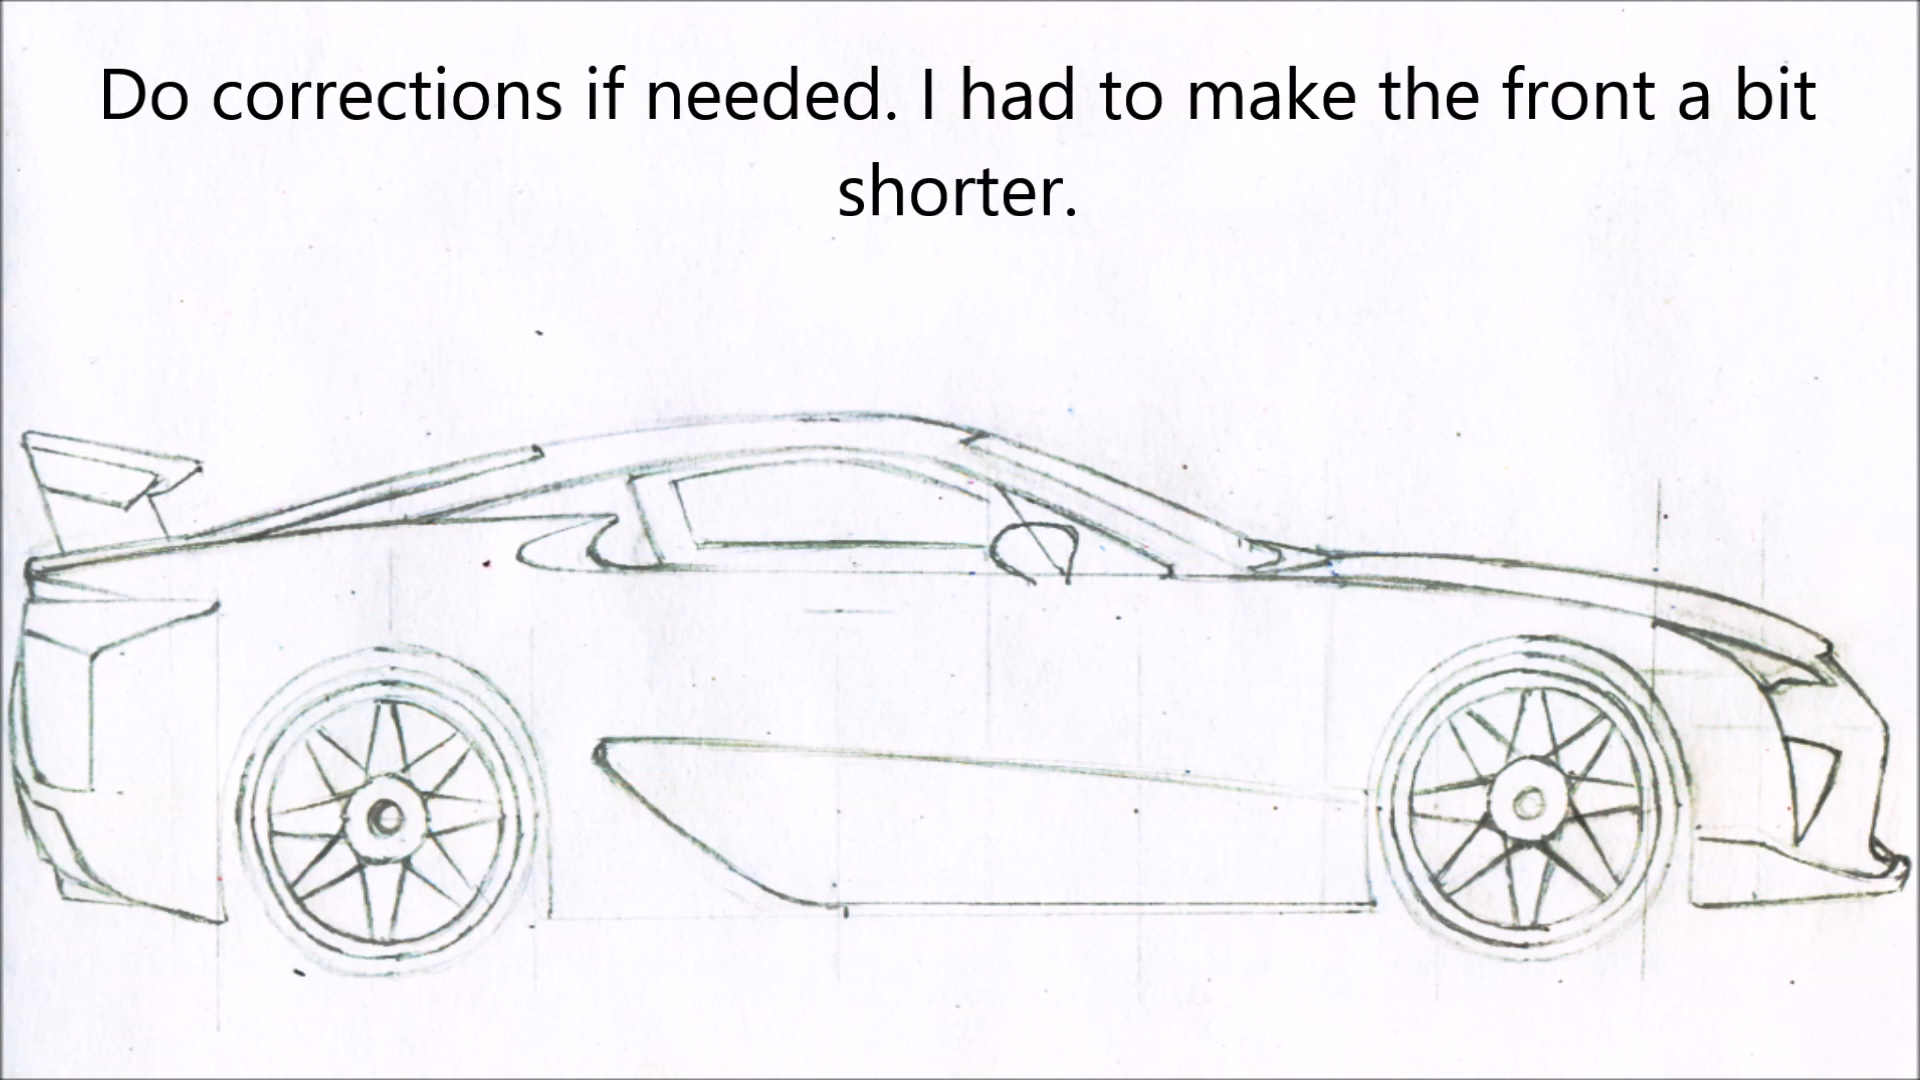 Do corrections if needed. I had to make the front a bit
shorter.